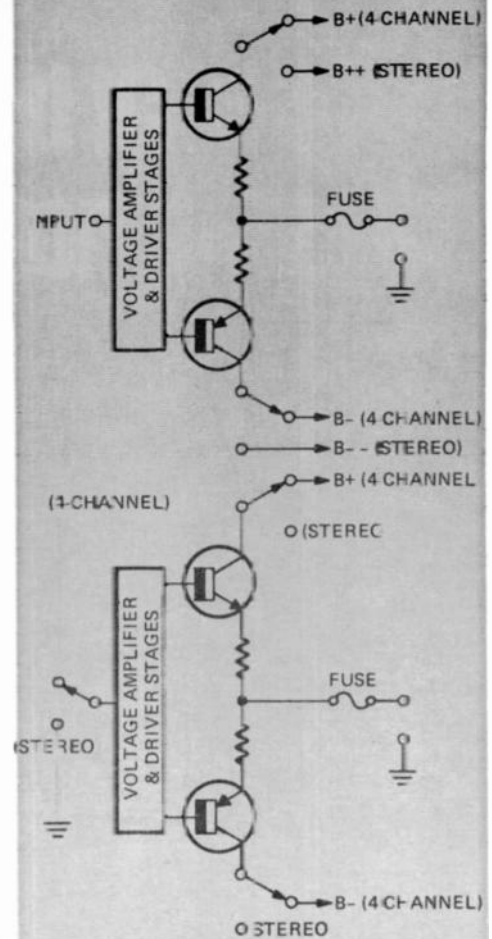 B+ (4 CHANNEL)
B++ (STEREO)
VOLTAGE AMPLIFIER
& DRIVER STAGES
INPUT
FUSE
B- (4 CHANNEL)
B-- (STEREO)
B+ (4 CHANNEL
(4-CHANNEL)
(STEREO
VOLTAGE AMPLIFIER
& DRIVER STAGES
FUSE
(STEREO
B- (4 CHANNEL)
STEREO